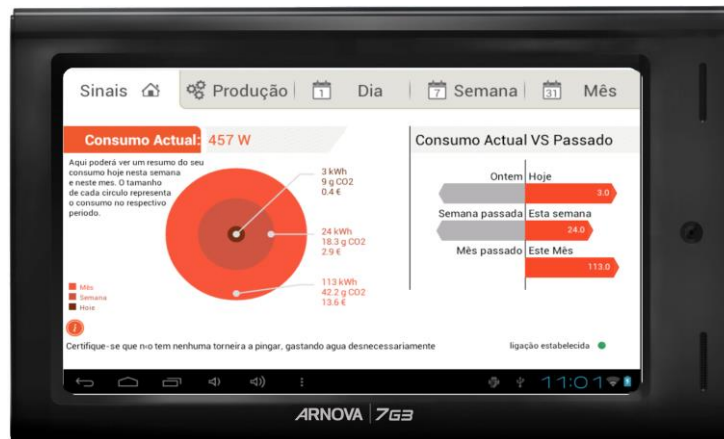 Sinais
Produção
1
Dia
7
Semana
31
Mês
Consumo Actual: 457 W
Aqui poderá ver um resumo do seu
consumo hoje nesta semana
e neste mes. O tamanho
de cada circulo representa
o consumo no respectivo
periodo.
3 kWh
9 g CO2
0.4 €
24 kWh
18.3 g CO2
2.9 €
113 kWh
42.2 g CO2
13.6 €
Mês
Semana
Hoje
Consumo Actual VS Passado
Ontem Hoje
3.0
Semana passada Esta semana
24.0
Mês passado Este Mês
113.0
i
Certifique-se que não tem nenhuma torneira a pingar, gastando agua desnecessariamente
ligação estabelecida
11:01
ARNOVA 7G3